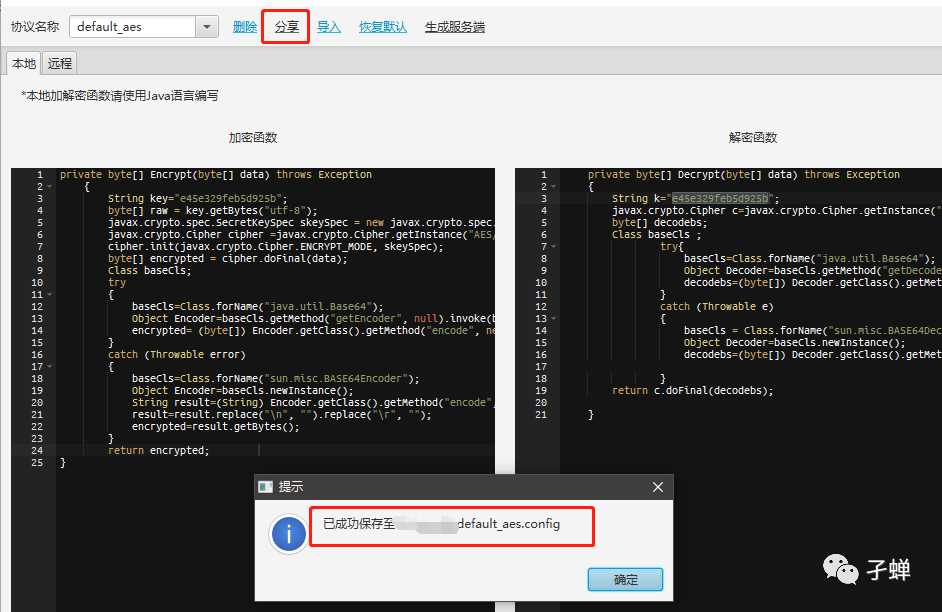 协议名称 default_aes 删除 分享 导入 恢复默认 生成服务端
本地 远程
*本地加解密函数请使用Java语言编写
加密函数 解密函数
1 private byte[] Encrypt(byte[] data) throws Exception
2 {
3 String key="e45e329feb5d925b";
4 byte[] raw = key.getBytes("utf-8");
5 javax.crypto.spec.SecretKeySpec skeySpec = new javax.crypto.spec.
6 javax.crypto.Cipher cipher =javax.crypto.Cipher.getInstance("AES/
7 cipher.init(javax.crypto.Cipher.ENCRYPT_MODE, skeySpec);
8 byte[] encrypted = cipher.doFinal(data);
9 Class baseCls;
10 try
11 {
12 baseCls=Class.forName("java.util.Base64");
13 Object Encoder=baseCls.getMethod("getEncoder", null).invoke(b
14 encrypted= (byte[]) Encoder.getClass().getMethod("encode", ne
15 }
16 catch (Throwable error)
17 {
18 baseCls=Class.forName("sun.misc.BASE64Encoder");
19 Object Encoder=baseCls.newInstance();
20 String result=(String) Encoder.getClass().getMethod("encode",
21 result=result.replace("\n", "").replace("\r", "");
22 encrypted=result.getBytes();
23 }
24 return encrypted;
25 }
1 private byte[] Decrypt(byte[] data) throws Exception
2 {
3 String k="e45e329feb5d925b";
4 javax.crypto.Cipher c=javax.crypto.Cipher.getInstance("
5 byte[] decodebs;
6 Class baseCls ;
7 try{
8 baseCls=Class.forName("java.util.Base64");
9 Object Decoder=baseCls.getMethod("getDecode
10 decodebs=(byte[]) Decoder.getClass().getMet
11 }
12 catch (Throwable e)
13 {
14 baseCls = Class.forName("sun.misc.BASE64Dec
15 Object Decoder=baseCls.newInstance();
16 decodebs=(byte[]) Decoder.getClass().getMet
17
18 }
19 return c.doFinal(decodebs);
20
21 }
提示
已成功保存至 default_aes.config
确定
孑蝉